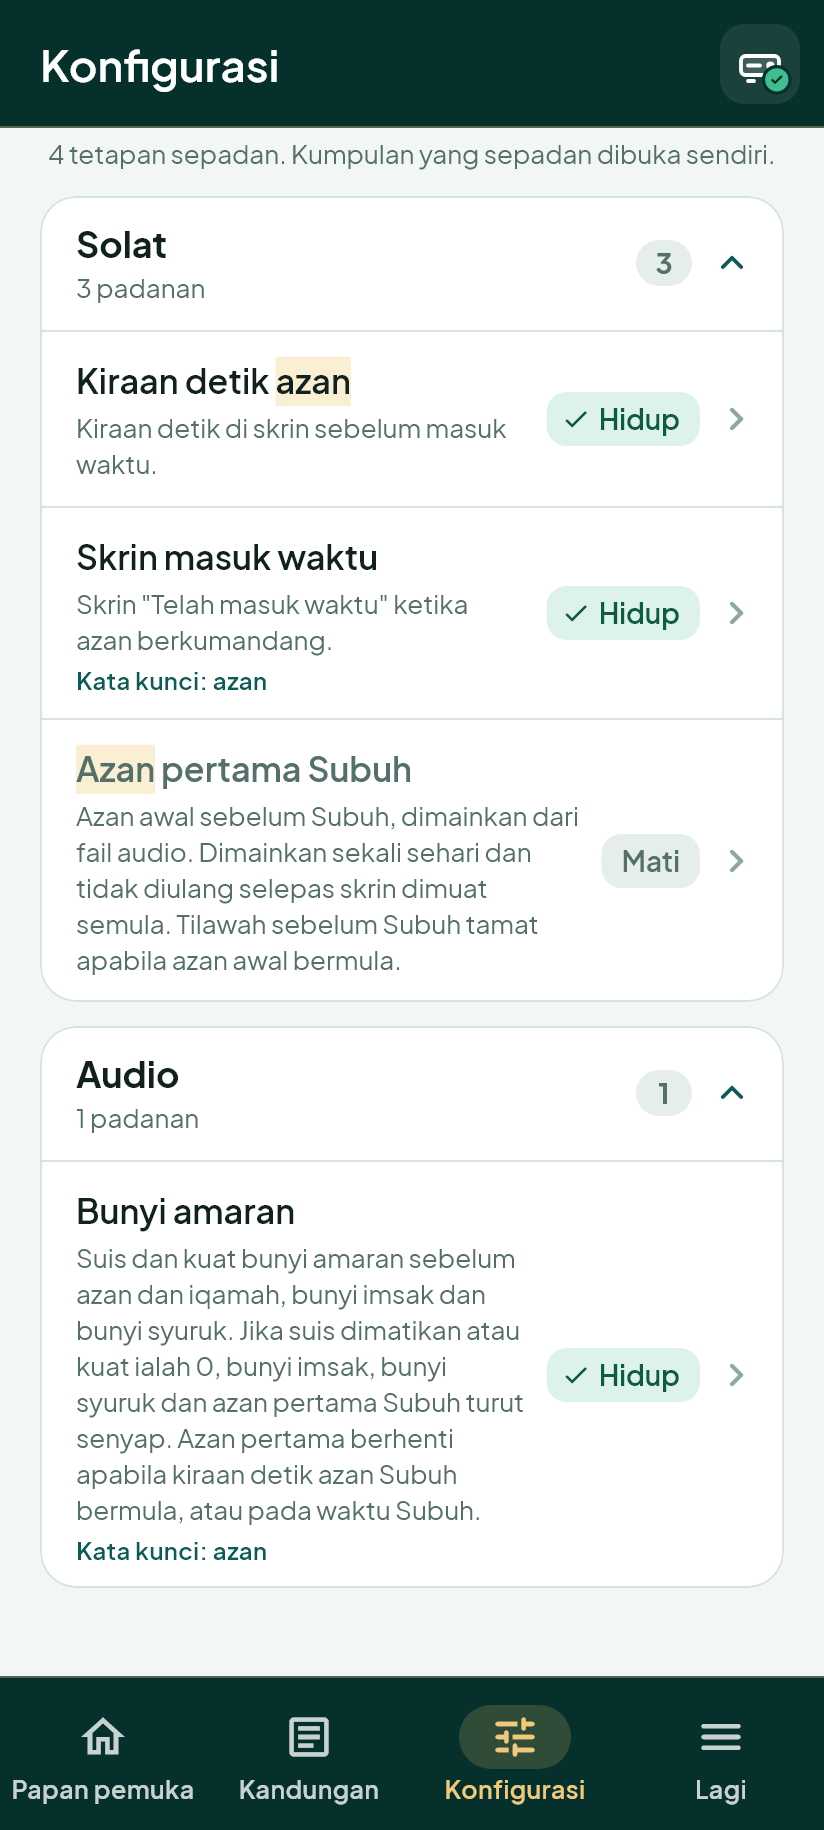 Konfigurasi
4 tetapan sepadan. Kumpulan yang sepadan dibuka sendiri.
Solat
3 padanan
3
Kiraan detik azan
Kiraan detik di skrin sebelum masuk
waktu.
Hidup
Skrin masuk waktu
Skrin "Telah masuk waktu" ketika
azan berkumandang.
Kata kunci: azan
Hidup
Azan pertama Subuh
Azan awal sebelum Subuh, dimainkan dari
fail audio. Dimainkan sekali sehari dan
tidak diulang selepas skrin dimuat
semula. Tilawah sebelum Subuh tamat
apabila azan awal bermula.
Mati
Audio
1 padanan
1
Bunyi amaran
Suis dan kuat bunyi amaran sebelum
azan dan iqamah, bunyi imsak dan
bunyi syuruk. Jika suis dimatikan atau
kuat ialah 0, bunyi imsak, bunyi
syuruk dan azan pertama Subuh turut
senyap. Azan pertama berhenti
apabila kiraan detik azan Subuh
bermula, atau pada waktu Subuh.
Kata kunci: azan
Hidup
Papan pemuka
Kandungan
Konfigurasi
Lagi